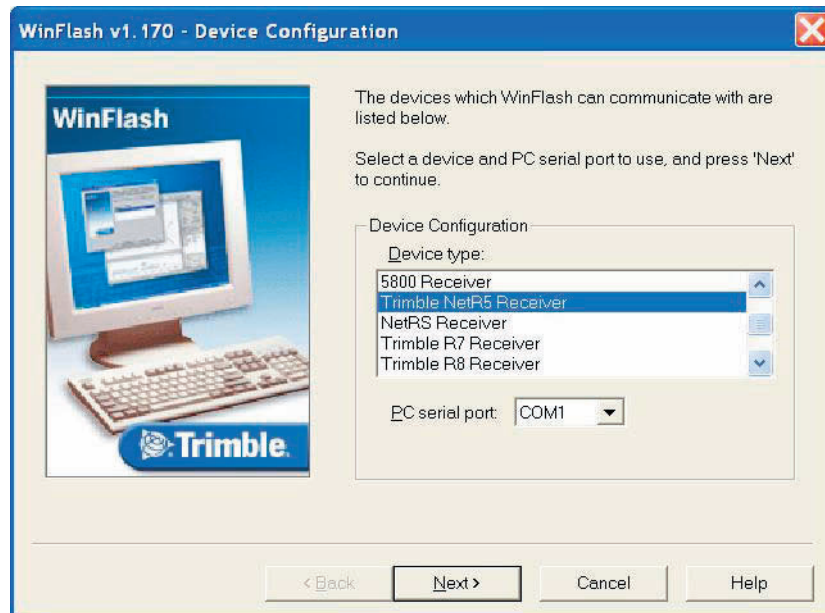 WinFlash v1.170 - Device Configuration
WinFlash
Trimble.
The devices which WinFlash can communicate with are
listed below.
Select a device and PC serial port to use, and press 'Next'
to continue.
Device Configuration
Device type:
5800 Receiver
Trimble NetR5 Receiver
NetRS Receiver
Trimble R7 Receiver
Trimble R8 Receiver
PC serial port: COM1
< Back Next > Cancel Help